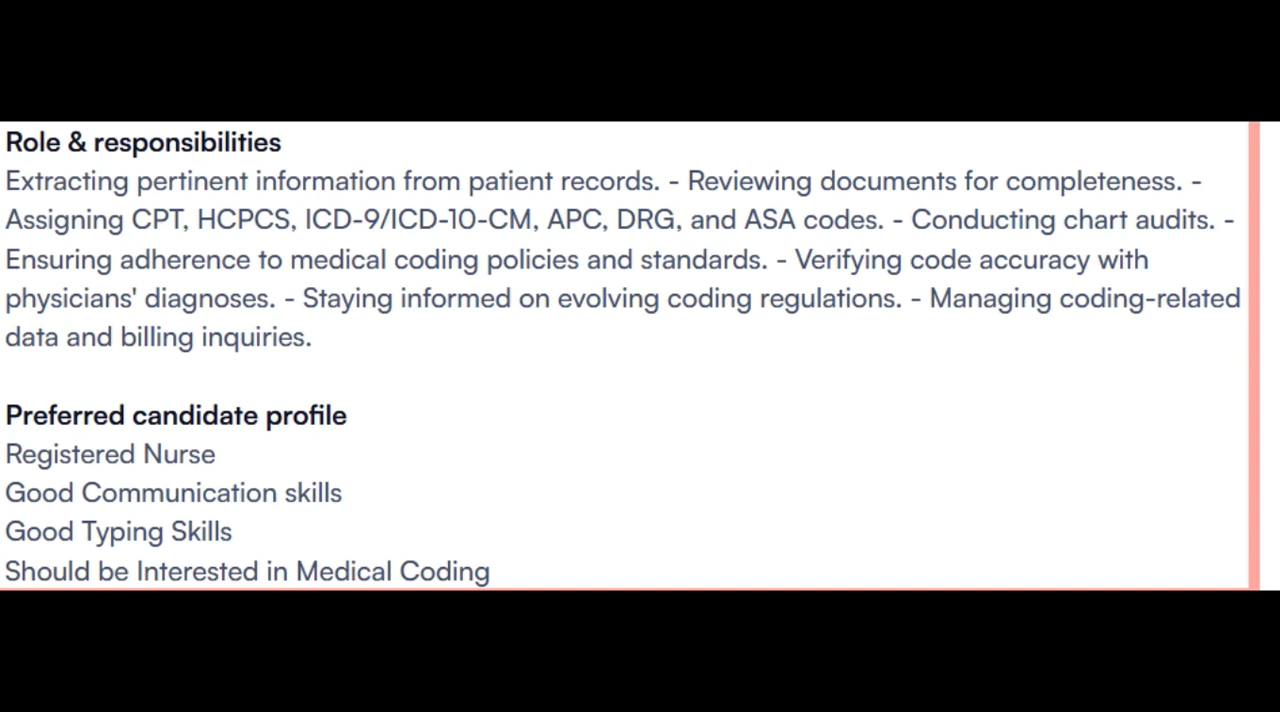 Role & responsibilities
Extracting pertinent information from patient records. - Reviewing documents for completeness. -
Assigning CPT, HCPCS, ICD-9/ICD-10-CM, APC, DRG, and ASA codes. - Conducting chart audits. -
Ensuring adherence to medical coding policies and standards. - Verifying code accuracy with
physicians' diagnoses. - Staying informed on evolving coding regulations. - Managing coding-related
data and billing inquiries.
Preferred candidate profile
Registered Nurse
Good Communication skills
Good Typing Skills
Should be Interested in Medical Coding